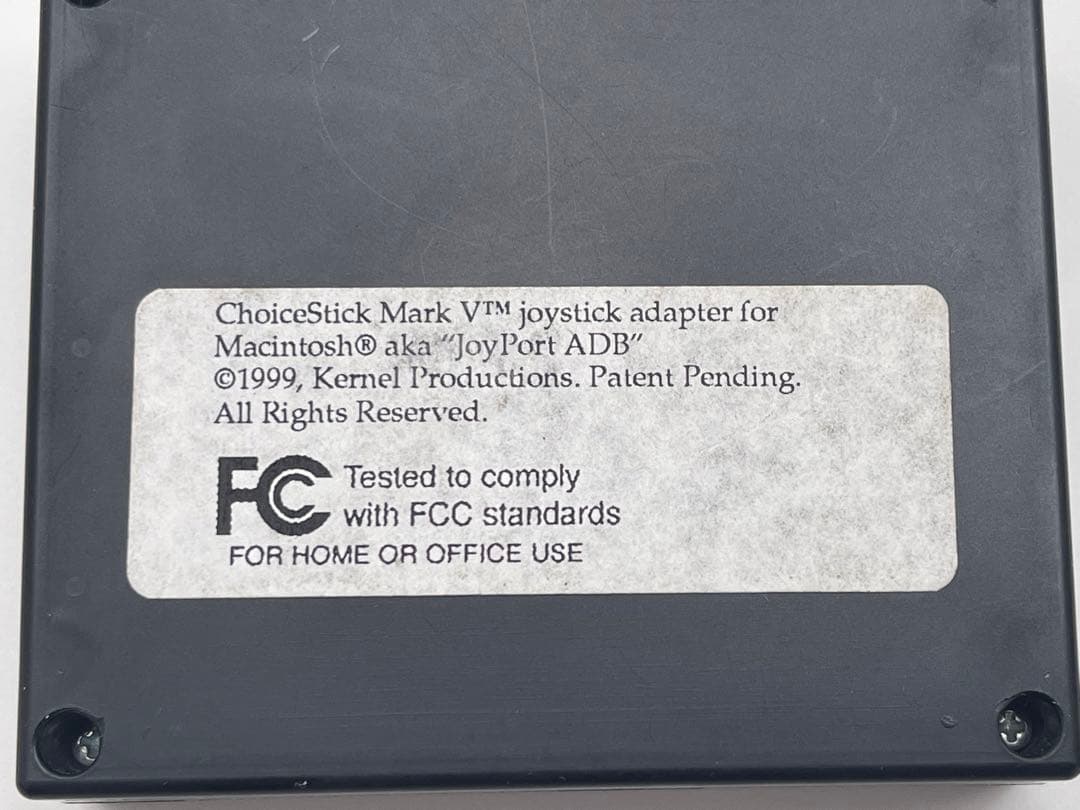 ChoiceStick Mark V™ joystick adapter for
Macintosh® aka "JoyPort ADB"
©1999, Kernel Productions. Patent Pending.
All Rights Reserved.
FC Tested to comply
with FCC standards
FOR HOME OR OFFICE USE